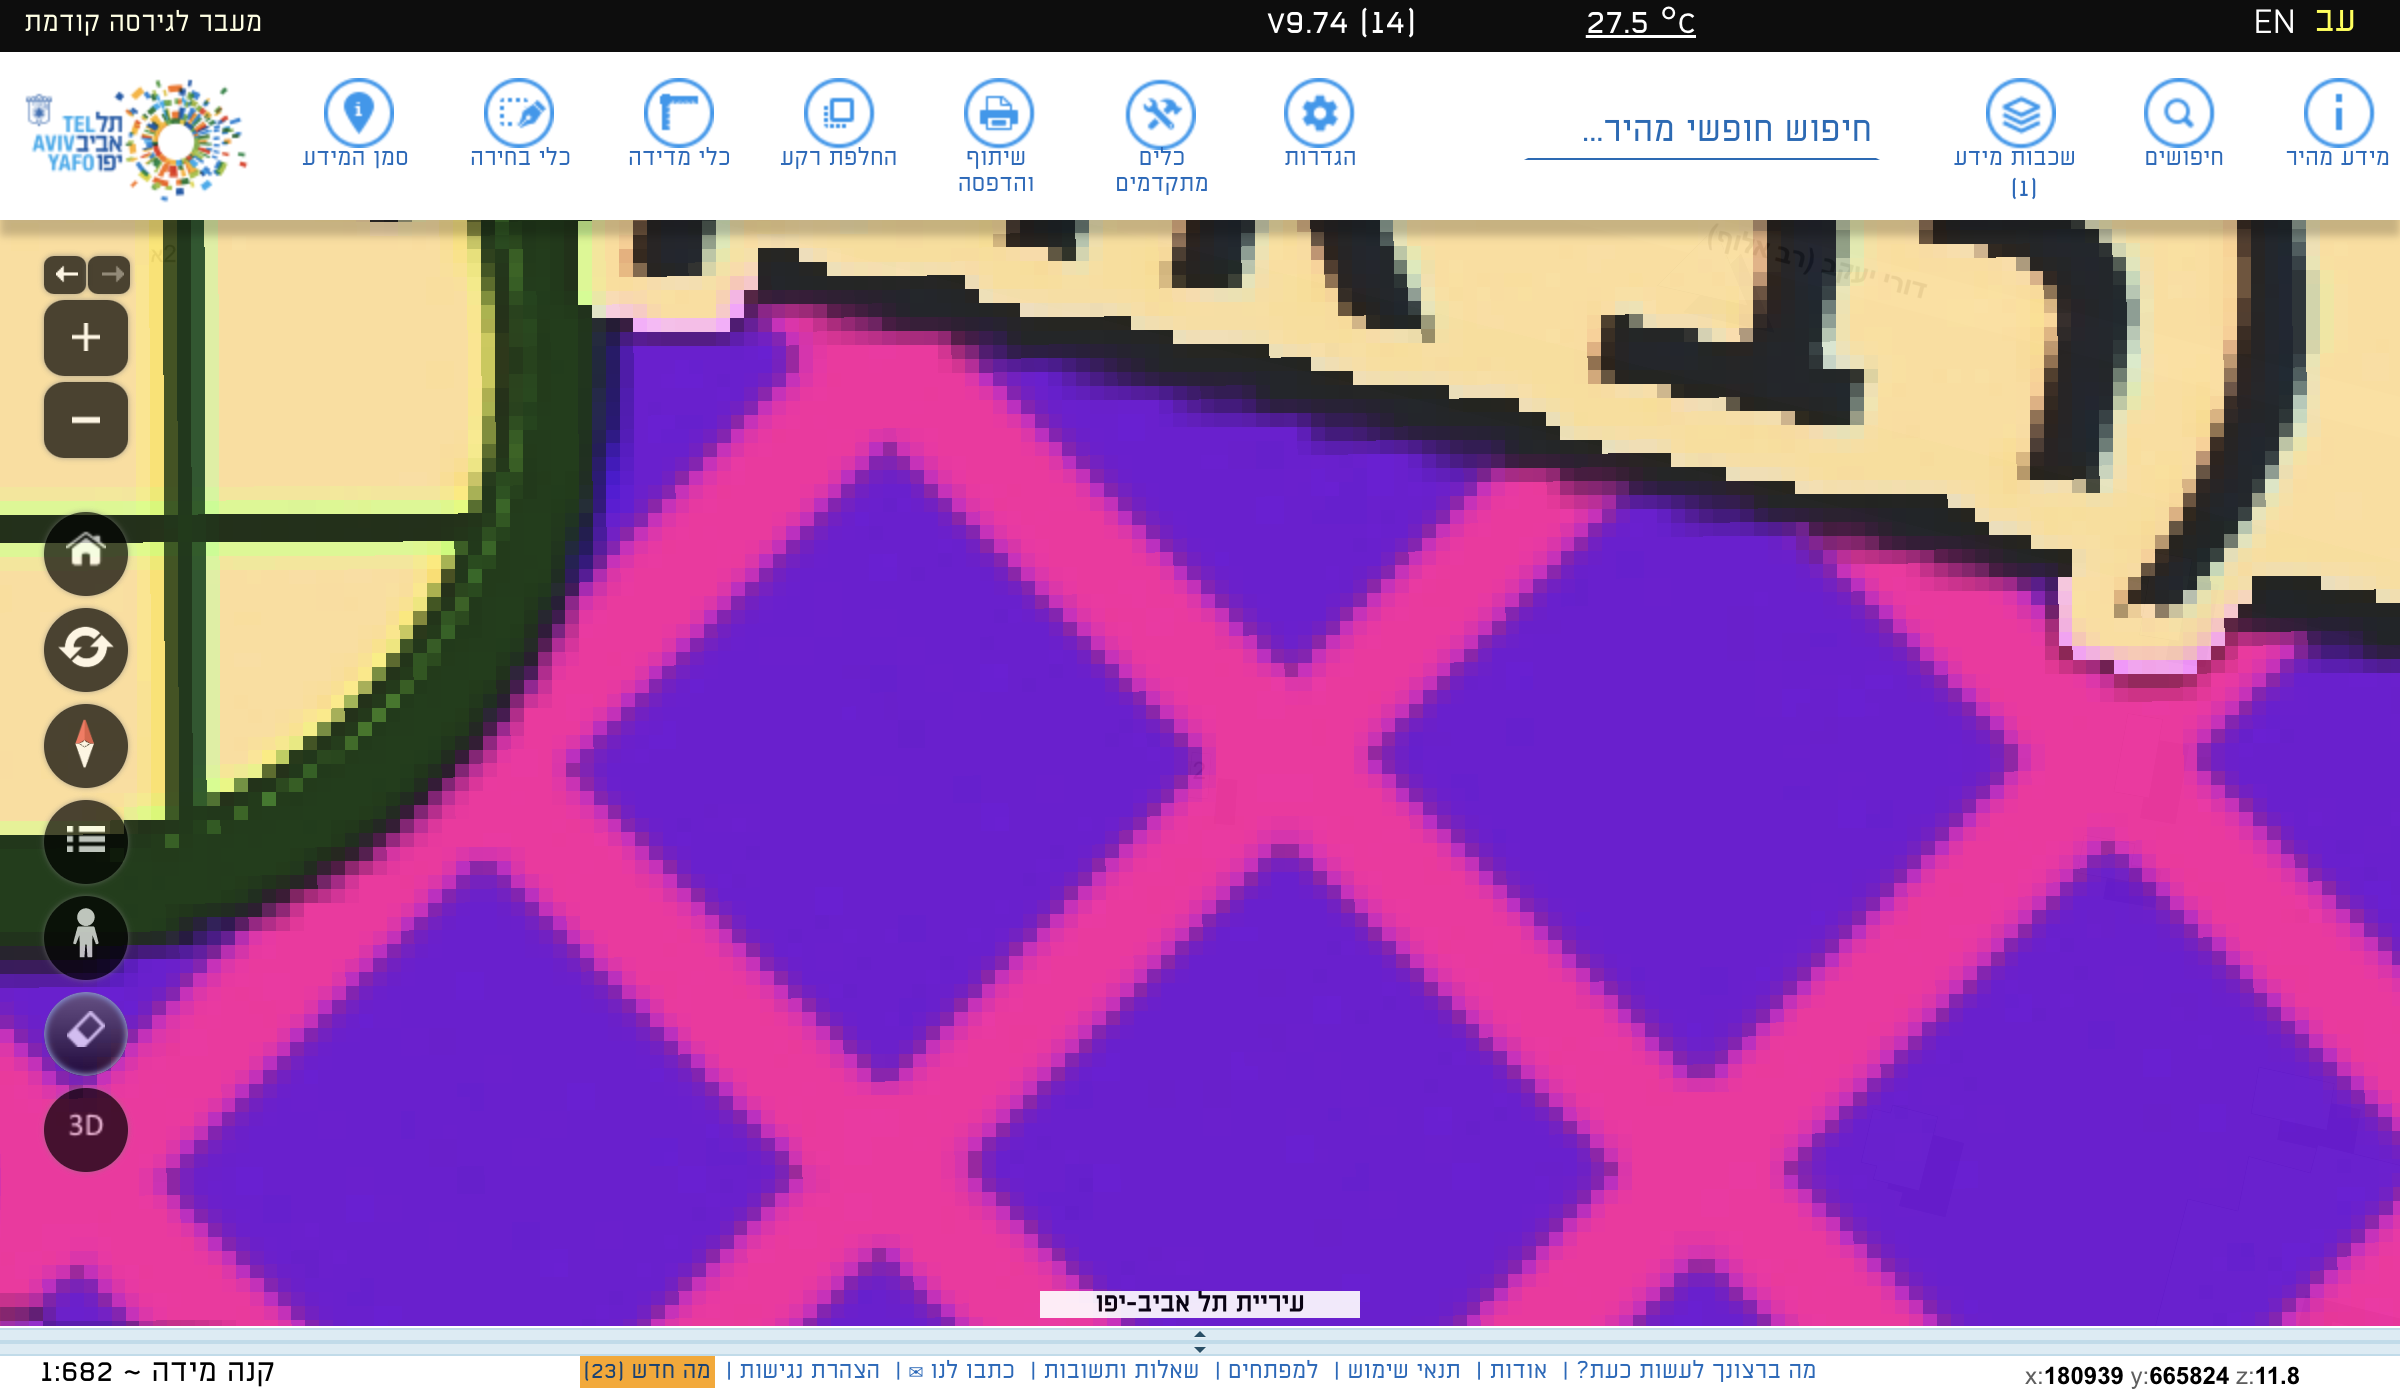 עב EN
27.5 °C
V9.74 (14)
מעבר לגירסה קודמת
מידע מהיר
חיפושים
שכבות מידע
(1)
חיפוש חופשי מהיר...
הגדרות
כלים
מתקדמים
שיתוף
והדפסה
החלפת רקע
כלי מדידה
כלי בחירה
סמן המידע
תל TEL
אביב AVIV
יפו YAFO
דורי יעקב (רב אלוף)
3D
עיריית תל אביב-יפו
מה ברצונך לעשות כעת? | אודות | תנאי שימוש | למפתחים | שאלות ותשובות | כתבו לנו ✉ | הצהרת נגישות | מה חדש (23)
קנה מידה ~ 1:682
x:180939 y:665824 z:11.8